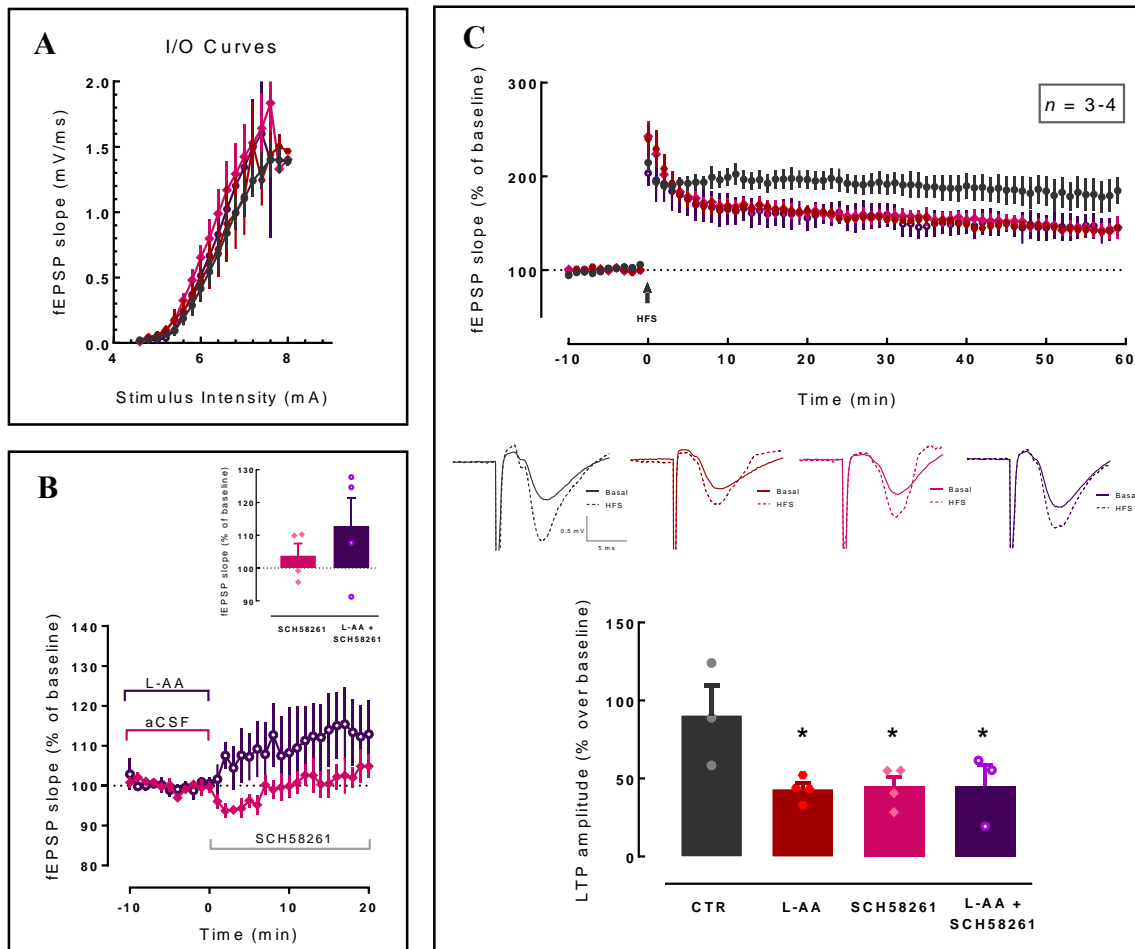 A
I/O Curves
fEPSP slope (mV/ms)
2.0
1.5
1.0
0.5
0.0
4
6
8
Stimulus Intensity (mA)
B
fEPSP slope (% of baseline)
130
120
110
100
90
SCH58261
L-AA +
SCH58261
fEPSP slope (% of baseline)
140
130
120
110
100
90
80
L-AA
aCSF
SCH58261
-10
0
10
20
Time (min)
C
n = 3-4
fEPSP slope (% of baseline)
300
200
100
HFS
-10
0
10
20
30
40
50
60
Time (min)
Basal
HFS
0.5 mV
5 ms
Basal
HFS
Basal
HFS
Basal
HFS
LTP amplitude (% over baseline)
150
100
50
0
*
*
*
CTR
L-AA
SCH58261
L-AA +
SCH58261